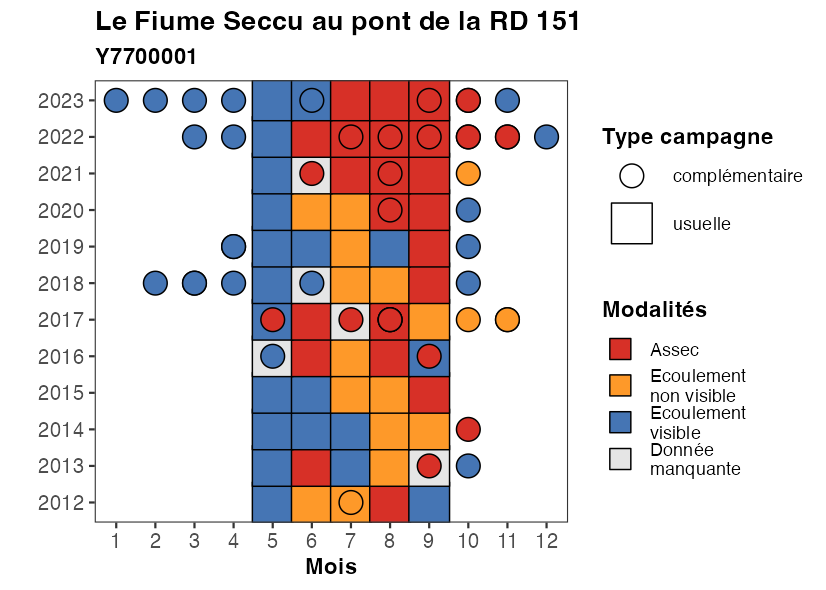 Le Fiume Seccu au pont de la RD 151
Y7700001
2023
2022
2021
2020
2019
2018
2017
2016
2015
2014
2013
2012
1 2 3 4 5 6 7 8 9 10 11 12
Mois
Type campagne
complémentaire
usuelle
Modalités
Assec
Ecoulement
non visible
Ecoulement
visible
Donnée
manquante